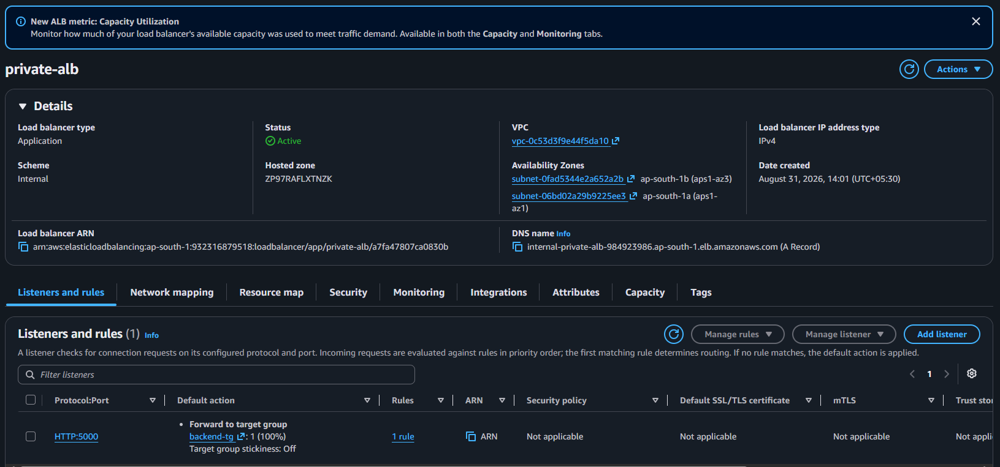 New ALB metric: Capacity Utilization
Monitor how much of your load balancer's available capacity was used to meet traffic demand. Available in both the Capacity and Monitoring tabs.
private-alb
Actions
Details
Load balancer type
Application
Status
Active
VPC
vpc-0c53d3f9e44f5da10
Load balancer IP address type
IPv4
Scheme
Internal
Hosted zone
ZP97RAFLXTNZK
Availability Zones
subnet-0fad5344e2a652a2b ap-south-1b (aps1-az3)
subnet-06bd02a29b9225ee3 ap-south-1a (aps1-
az1)
Date created
August 31, 2026, 14:01 (UTC+05:30)
Load balancer ARN
arn:aws:elasticloadbalancing:ap-south-1:932316879518:loadbalancer/app/private-alb/a7fa47807ca0830b
DNS name Info
internal-private-alb-984923986.ap-south-1.elb.amazonaws.com (A Record)
Listeners and rules Network mapping Resource map Security Monitoring Integrations Attributes Capacity Tags
Listeners and rules (1) Info
Manage rules Manage listener Add listener
A listener checks for connection requests on its configured protocol and port. Incoming requests are evaluated against rules in priority order; the first matching rule determines routing. If no rule matches, the default action is applied.
Filter listeners
1
Protocol:Port Default action Rules ARN Security policy Default SSL/TLS certificate mTLS Trust stor
HTTP:5000
• Forward to target group
backend-tg : 1 (100%)
Target group stickiness: Off
1 rule
ARN
Not applicable
Not applicable
Not applicable
Not appli